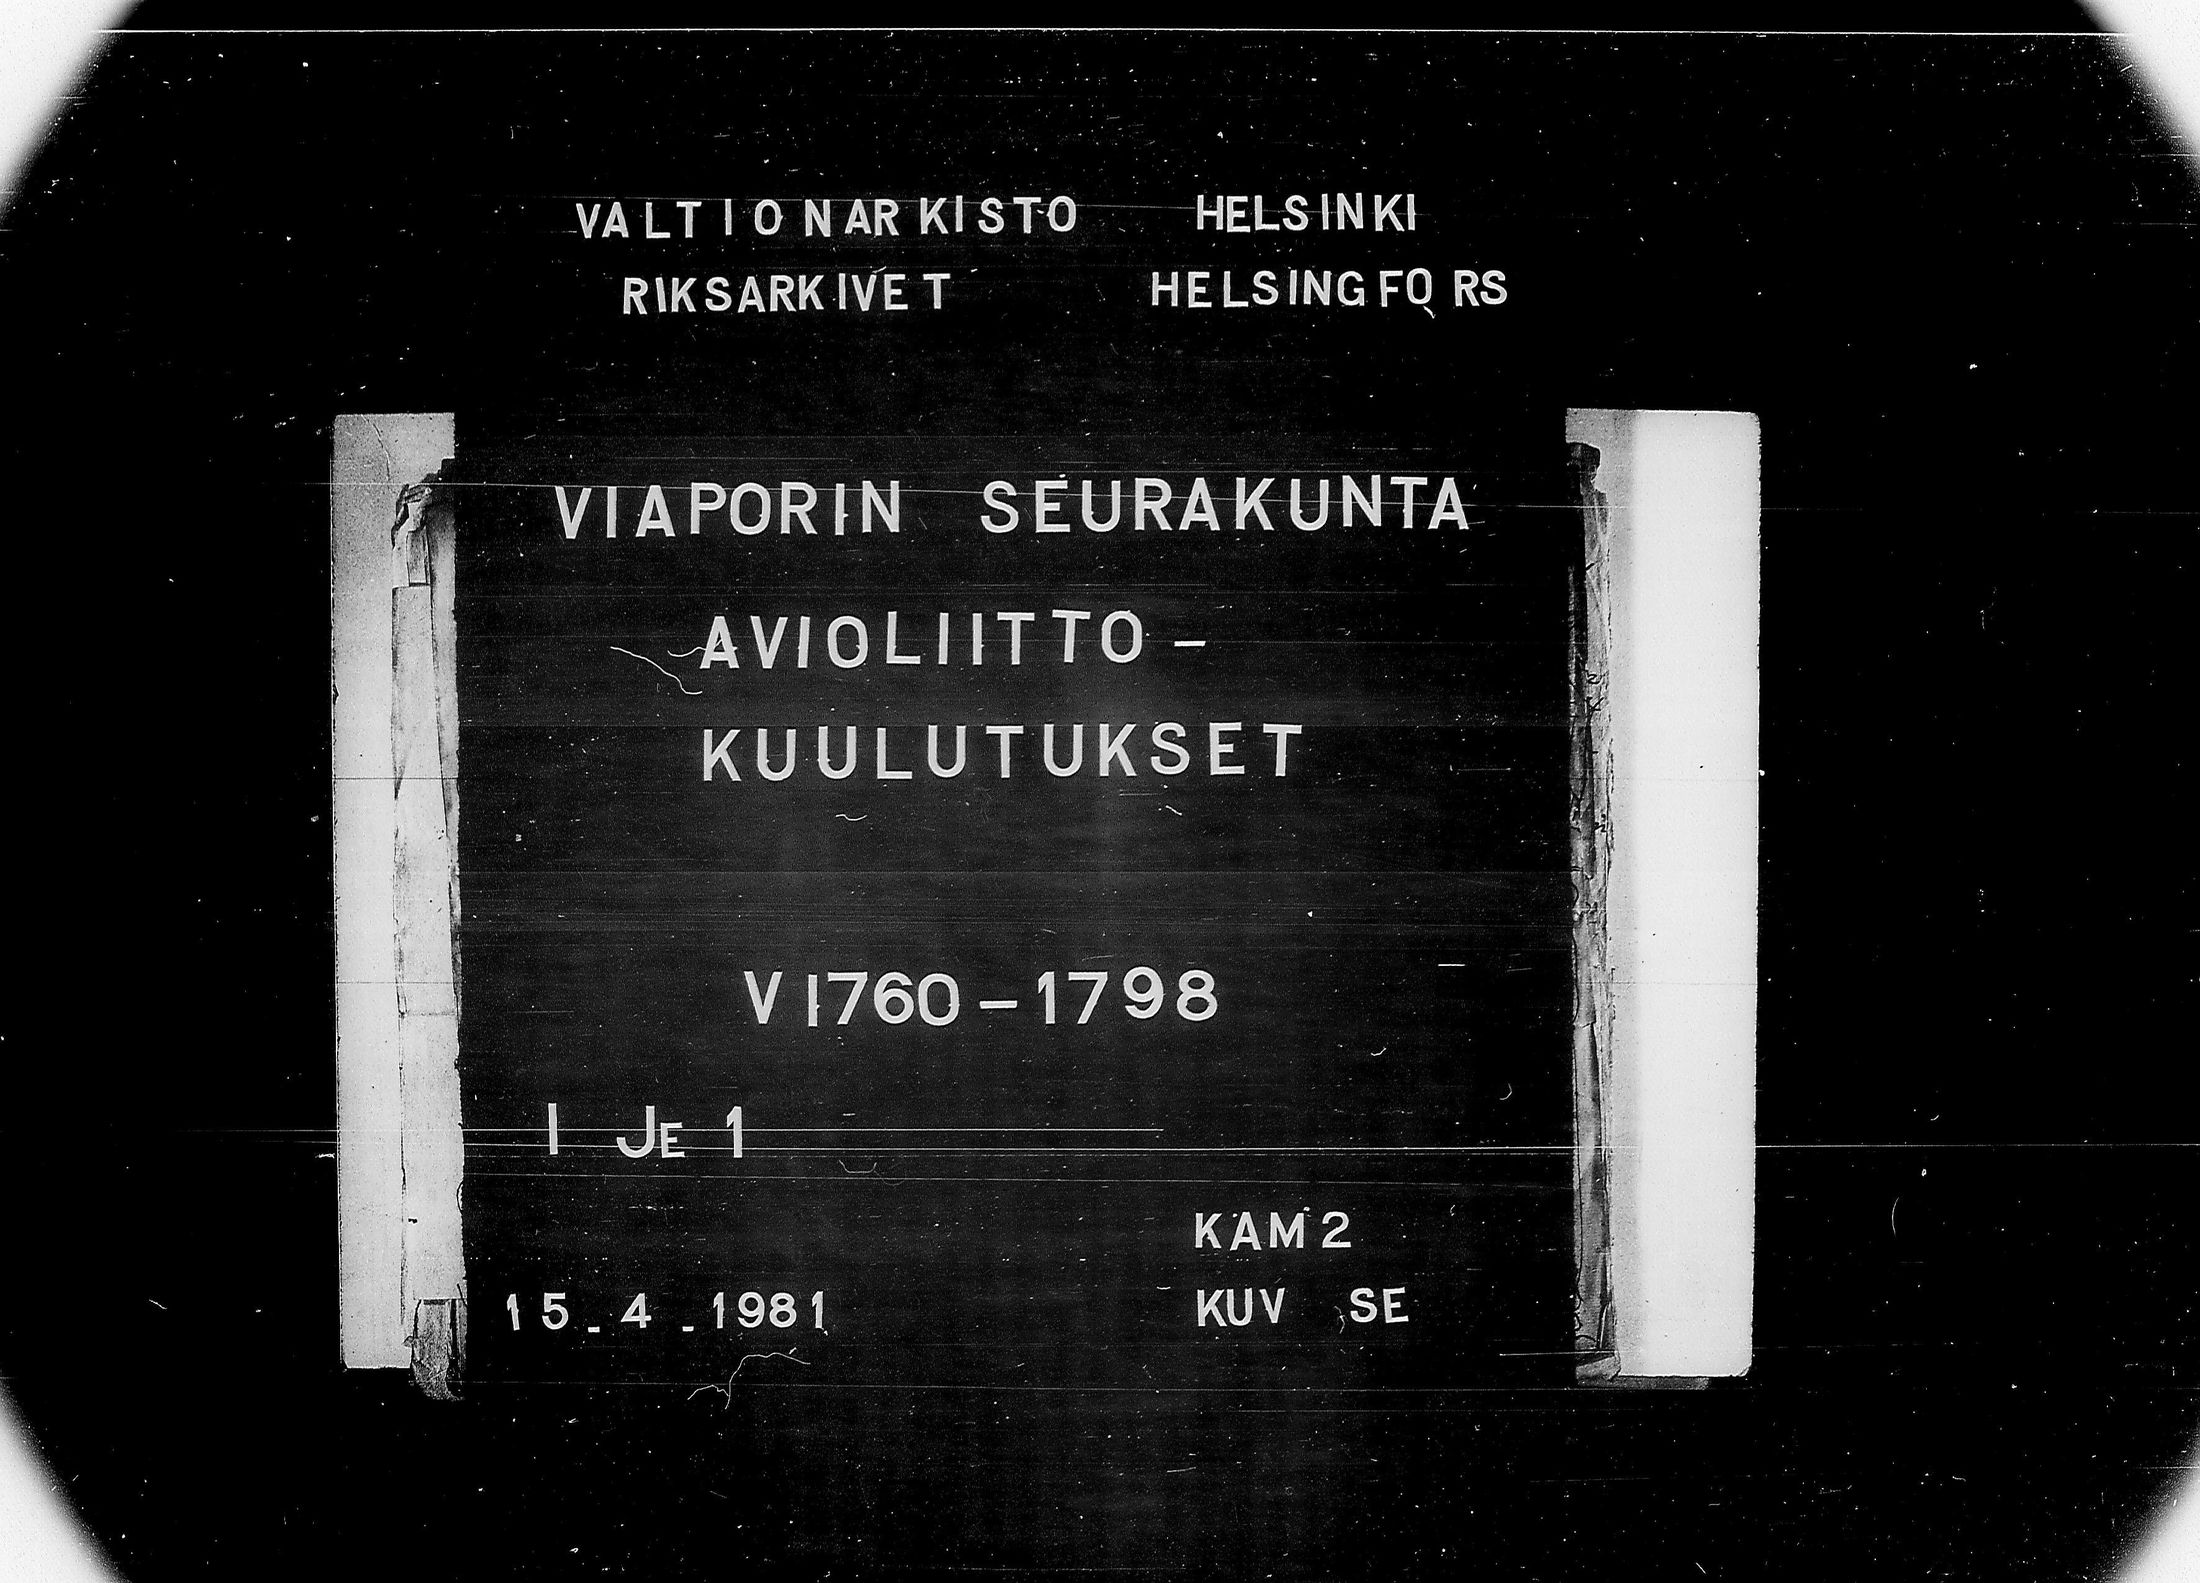 VALTIONARKISTO HELSINKI
RIKSARKIVET HELSINGFORS
VIAPORIN SEURAKUNTA
AVIOLIITTO-
KUULUTUKSET
V 1760-1798
I JE 1
KAM 2
15.4.1981 KUV SE